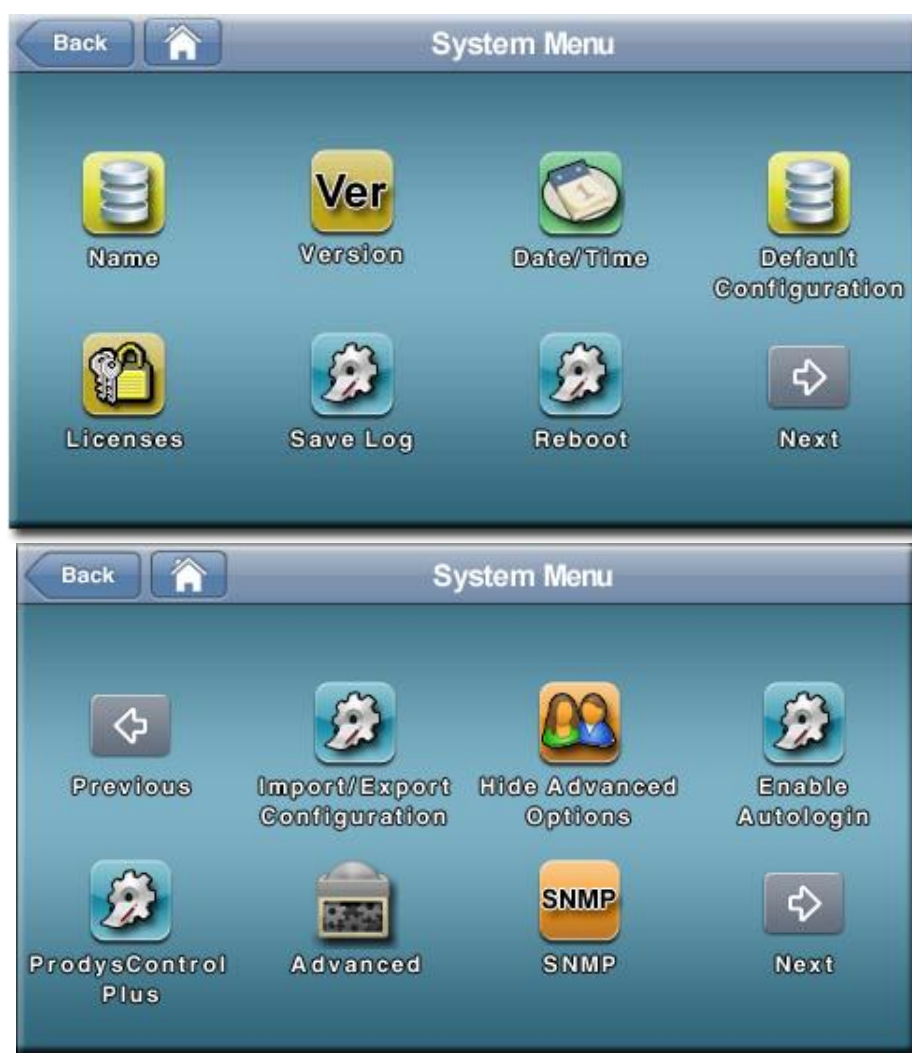 Back
System Menu
Name
Ver
Version
1
Date/Time
Default
Configuration
Licenses
Save Log
Reboot
Next
Back
System Menu
Previous
Import/Export
Configuration
Hide Advanced
Options
Enable
Autologin
ProdysControl
Plus
Advanced
SNMP
SNMP
Next